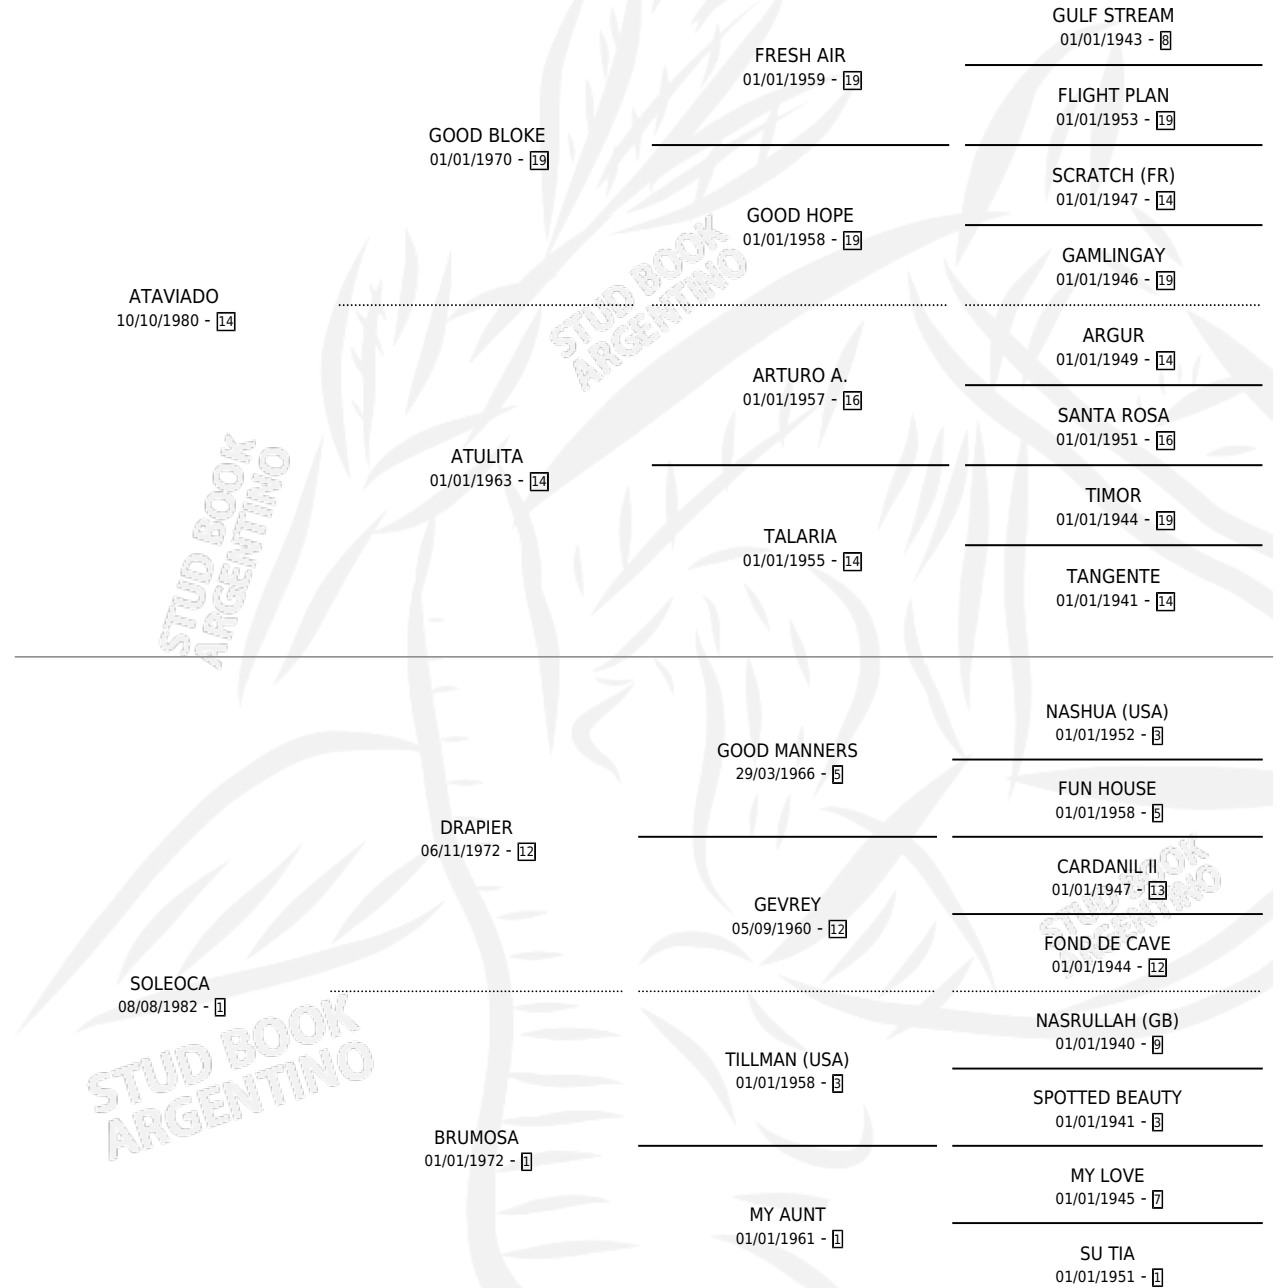 GULF STREAM
01/01/1943 - 8
FRESH AIR
01/01/1959 - 19
FLIGHT PLAN
01/01/1953 - 19
GOOD BLOKE
01/01/1970 - 19
SCRATCH (FR)
01/01/1947 - 14
GOOD HOPE
01/01/1958 - 19
GAMLINGAY
01/01/1946 - 19
ATAVIADO
10/10/1980 - 14
STUD BOOK
ARGENTINO
ARGUR
01/01/1949 - 14
ARTURO A.
01/01/1957 - 16
SANTA ROSA
01/01/1951 - 16
ATULITA
01/01/1963 - 14
STUD BOOK
ARGENTINO
TIMOR
01/01/1944 - 19
TALARIA
01/01/1955 - 14
TANGENTE
01/01/1941 - 14
NASHUA (USA)
01/01/1952 - 3
GOOD MANNERS
29/03/1966 - 5
FUN HOUSE
01/01/1958 - 5
DRAPIER
06/11/1972 - 12
CARDANIL II
01/01/1947 - 13
STUD BOOK
ARGENTINO
GEVREY
05/09/1960 - 12
FOND DE CAVE
01/01/1944 - 12
SOLEOCA
08/08/1982 - 1
NASRULLAH (GB)
01/01/1940 - 9
STUD BOOK
ARGENTINO
TILLMAN (USA)
01/01/1958 - 3
SPOTTED BEAUTY
01/01/1941 - 3
BRUMOSA
01/01/1972 - 1
MY LOVE
01/01/1945 - 7
MY AUNT
01/01/1961 - 1
SU TIA
01/01/1951 - 1